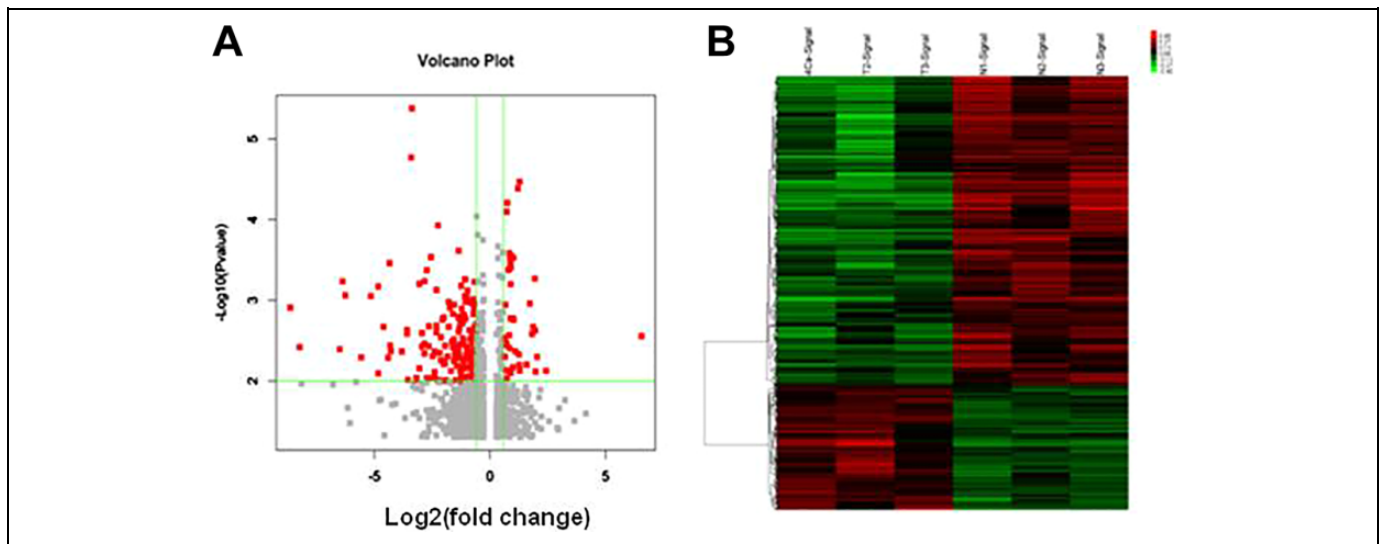 A
B
Volcano Plot
T2-Signal
T3-Signal
N1-Signal
N2-Signal
N3-Signal
-Log10(Pvalue)
5
4
3
2
-5
0
5
Log2(fold change)